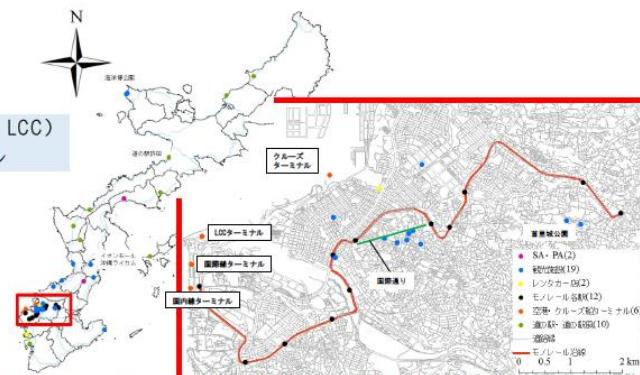 N
LCC)
ル
海洋博公園
道の駅許田
イオンモール
沖縄ライカム
クルーズ
ターミナル
LCCターミナル
国際線ターミナル
国内線ターミナル
国際通り
首里城公園
SA・PA(2)
観光施設(19)
レンタカー店(2)
モノレール各駅(12)
空港・クルーズ船ターミナル(6)
道の駅・道の駅類(10)
道路線
モノレール沿線
0 0.5 1 2 km